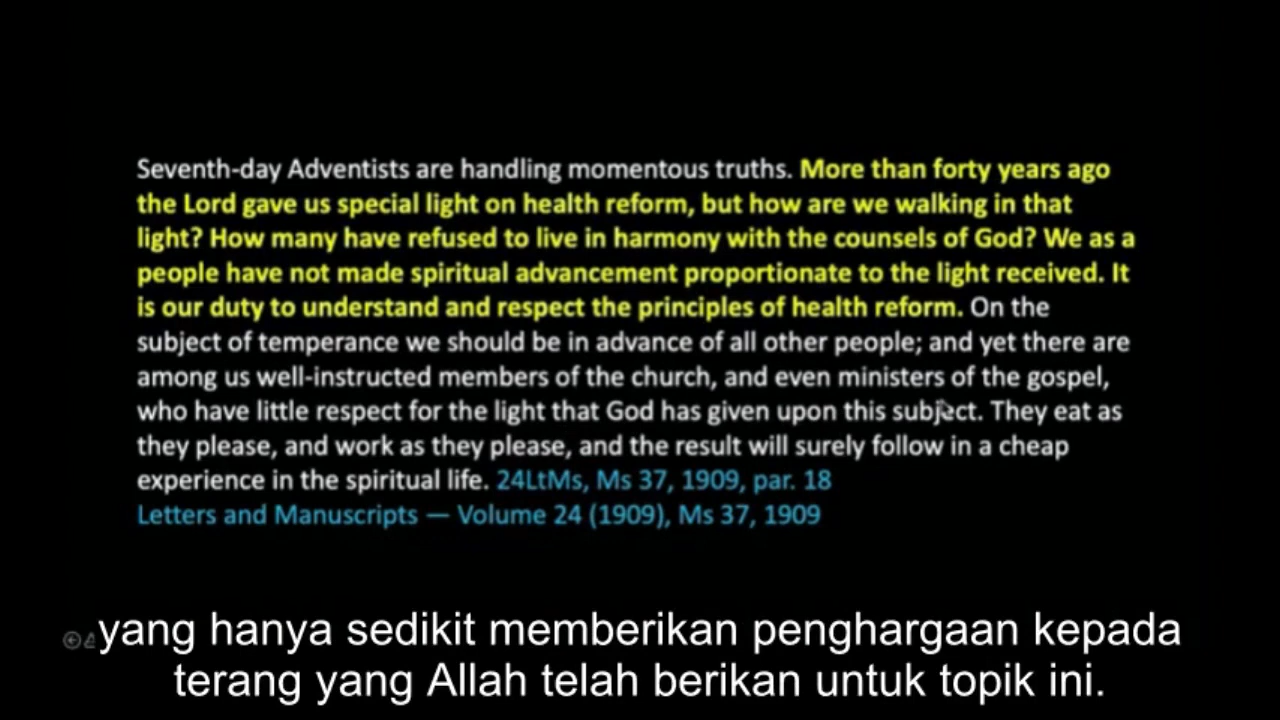 Seventh-day Adventists are handling momentous truths. More than forty years ago
the Lord gave us special light on health reform, but how are we walking in that
light? How many have refused to live in harmony with the counsels of God? We as a
people have not made spiritual advancement proportionate to the light received. It
is our duty to understand and respect the principles of health reform. On the
subject of temperance we should be in advance of all other people; and yet there are
among us well-instructed members of the church, and even ministers of the gospel,
who have little respect for the light that God has given upon this subject. They eat as
they please, and work as they please, and the result will surely follow in a cheap
experience in the spiritual life. 24LtMs, Ms 37, 1909, par. 18
Letters and Manuscripts — Volume 24 (1909), Ms 37, 1909
yang hanya sedikit memberikan penghargaan kepada
terang yang Allah telah berikan untuk topik ini.